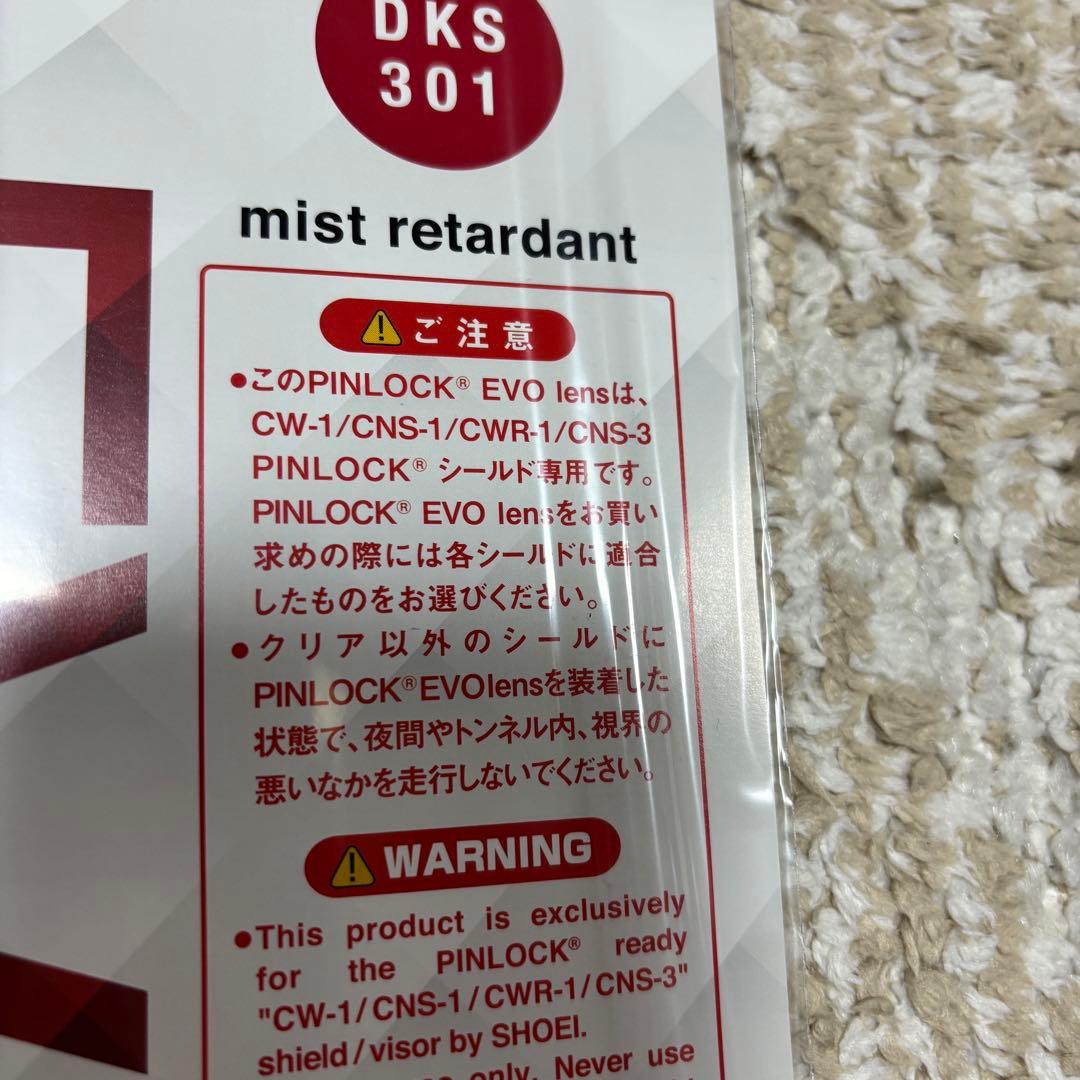 DKS
301
mist retardant
ご注意
●このPINLOCK® EVO lensは、
CW-1/CNS-1/CWR-1/CNS-3
PINLOCK® シールド専用です。
PINLOCK® EVO lensをお買い
求めの際には各シールドに適合
したものをお選びください。
●クリア以外のシールドに
PINLOCK®EVOlensを装着した
状態で、夜間やトンネル内、視界の
悪いなかを走行しないでください。
WARNING
●This product is exclusively
for the PINLOCK® ready
"CW-1/CNS-1/CWR-1/CNS-3"
shield/visor by SHOEI.
only. Never use